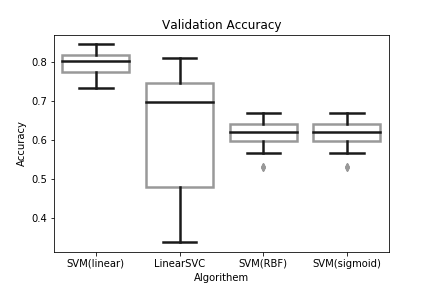 Validation Accuracy
0.8
0.7
0.6
0.5
0.4
Accuracy
SVM(linear) LinearSVC SVM(RBF) SVM(sigmoid)
Algorithem